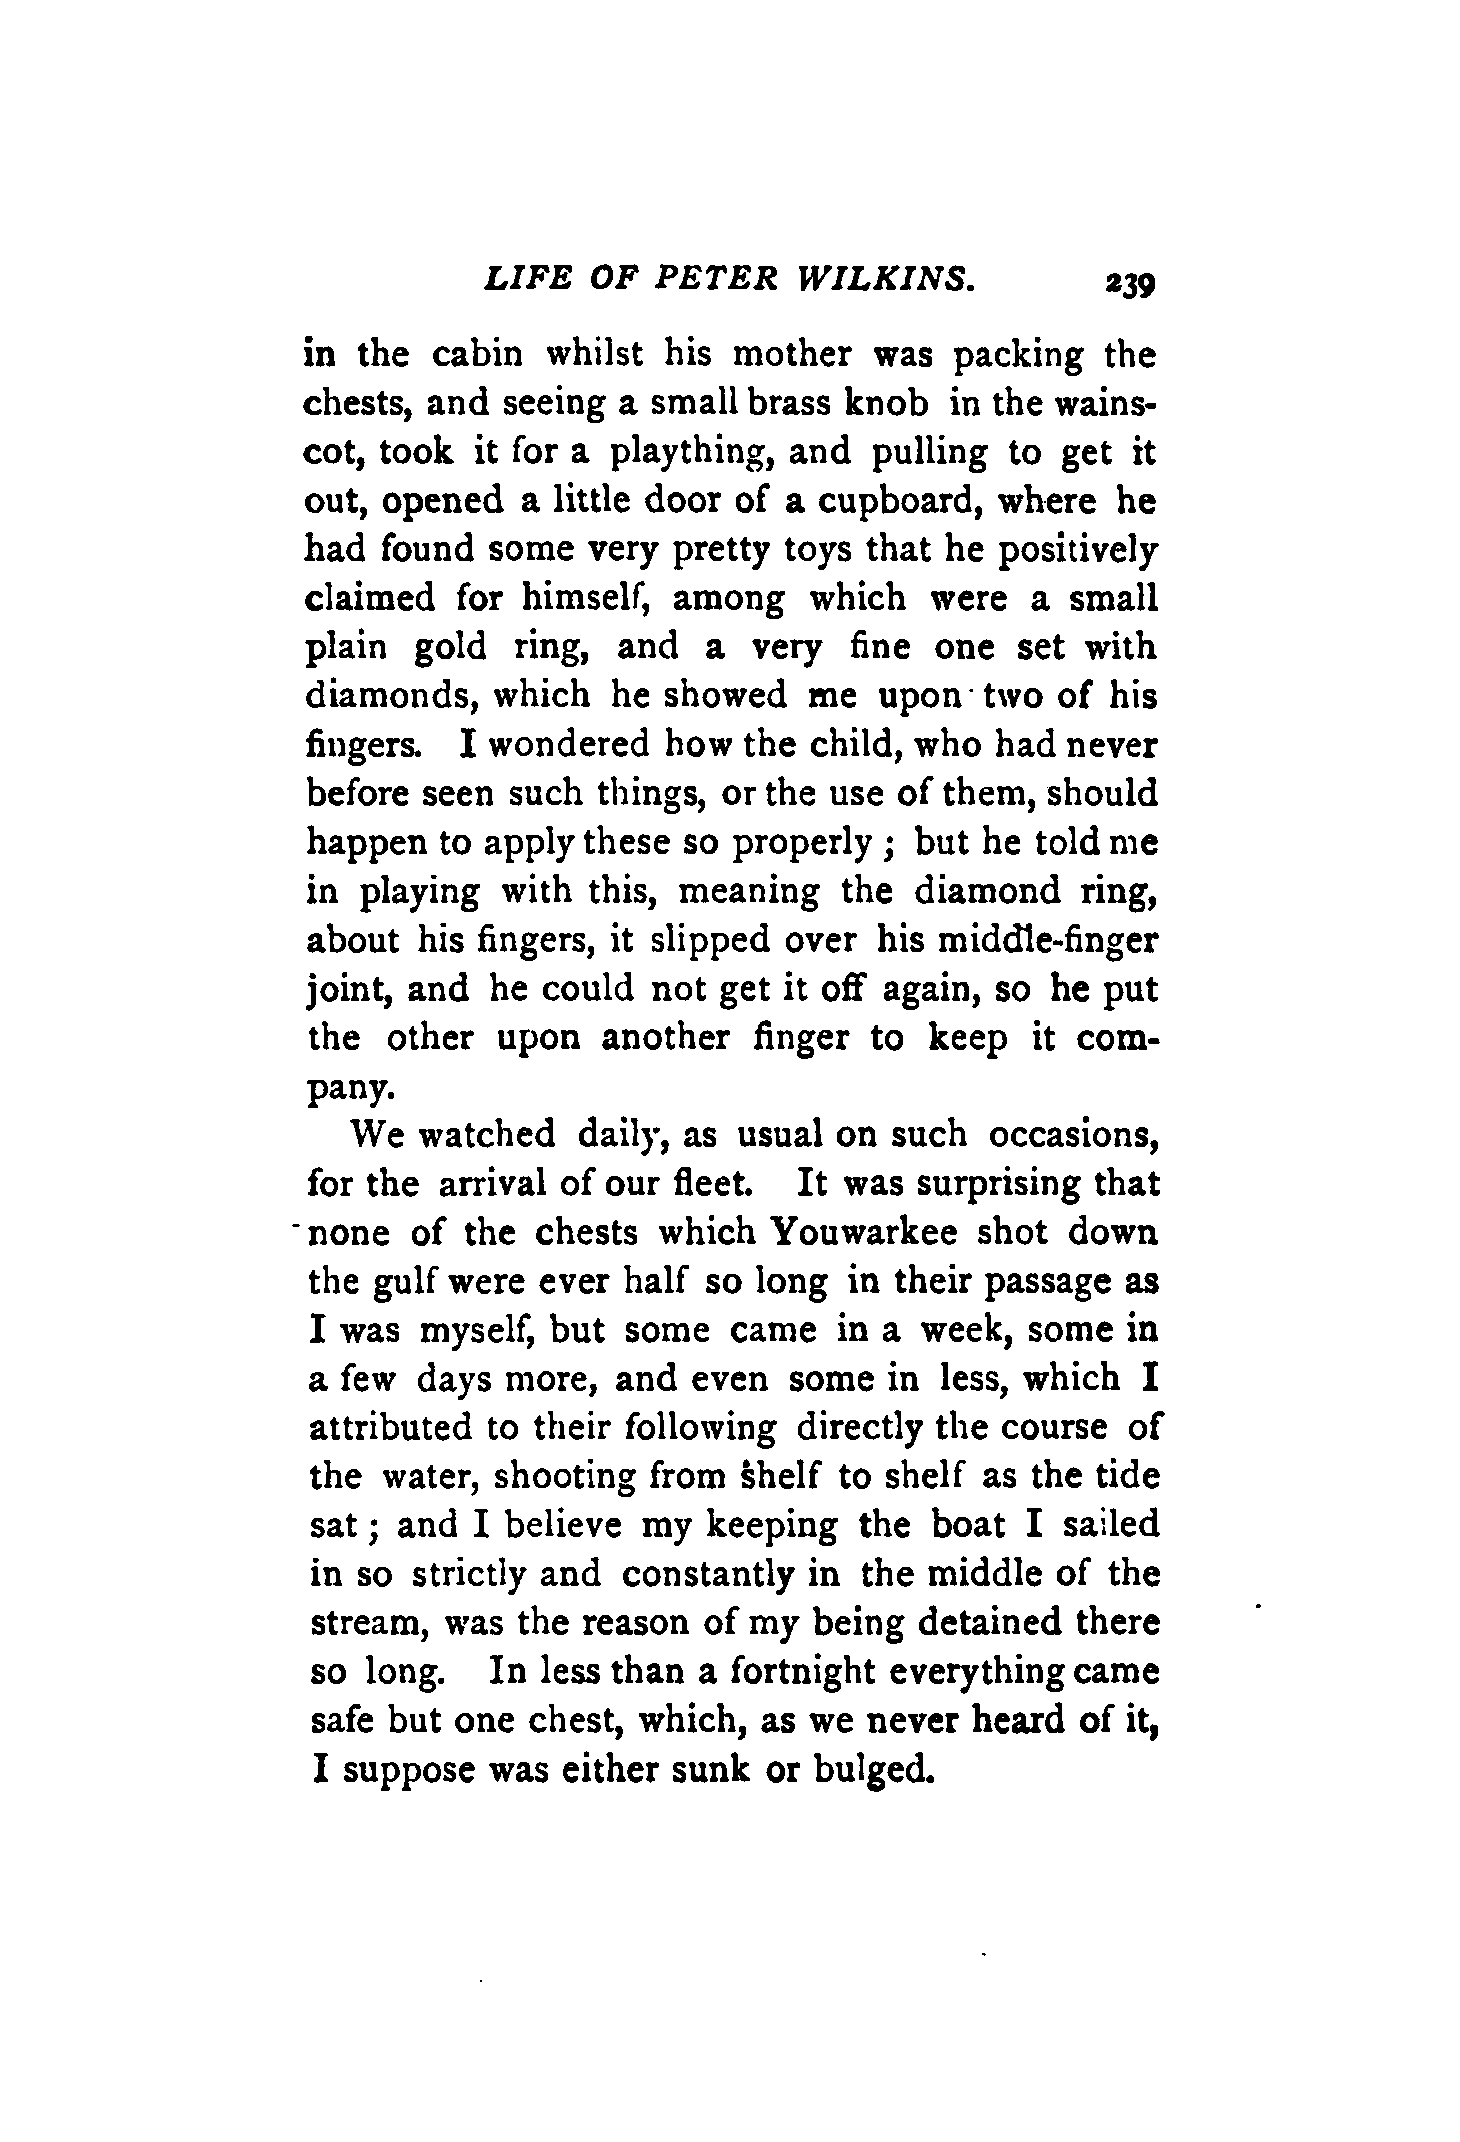 LIFE OF PETER WILKINS. 239
in the cabin whilst his mother was packing the
chests, and seeing a small brass knob in the wains-
cot, took it for a plaything, and pulling to get it
out, opened a little door of a cupboard, where he
had found some very pretty toys that he positively
claimed for himself, among which were a small
plain gold ring, and a very fine one set with
diamonds, which he showed me upon two of his
fingers. I wondered how the child, who had never
before seen such things, or the use of them, should
happen to apply these so properly ; but he told me
in playing with this, meaning the diamond ring,
about his fingers, it slipped over his middle-finger
joint, and he could not get it off again, so he put
the other upon another finger to keep it com-
pany.
We watched daily, as usual on such occasions,
for the arrival of our fleet. It was surprising that
none of the chests which Youwarkee shot down
the gulf were ever half so long in their passage as
I was myself, but some came in a week, some in
a few days more, and even some in less, which I
attributed to their following directly the course of
the water, shooting from shelf to shelf as the tide
sat ; and I believe my keeping the boat I sailed
in so strictly and constantly in the middle of the
stream, was the reason of my being detained there
so long. In less than a fortnight everything came
safe but one chest, which, as we never heard of it,
I suppose was either sunk or bulged.